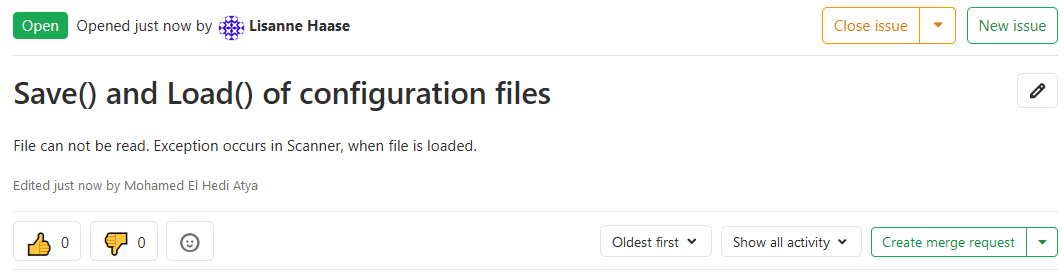 Open Opened just now by Lisanne Haase Close issue New issue
Save() and Load() of configuration files
File can not be read. Exception occurs in Scanner, when file is loaded.
Edited just now by Mohamed El Hedi Atya
0 0 Oldest first Show all activity Create merge request